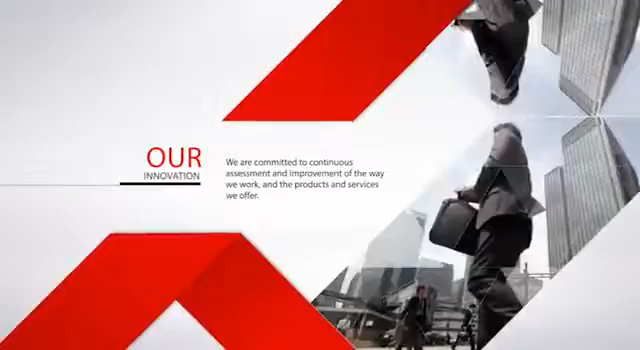 OUR
INNOVATION
We are committed to continuous
assessment and improvement of the way
we work, and the products and services
we offer.